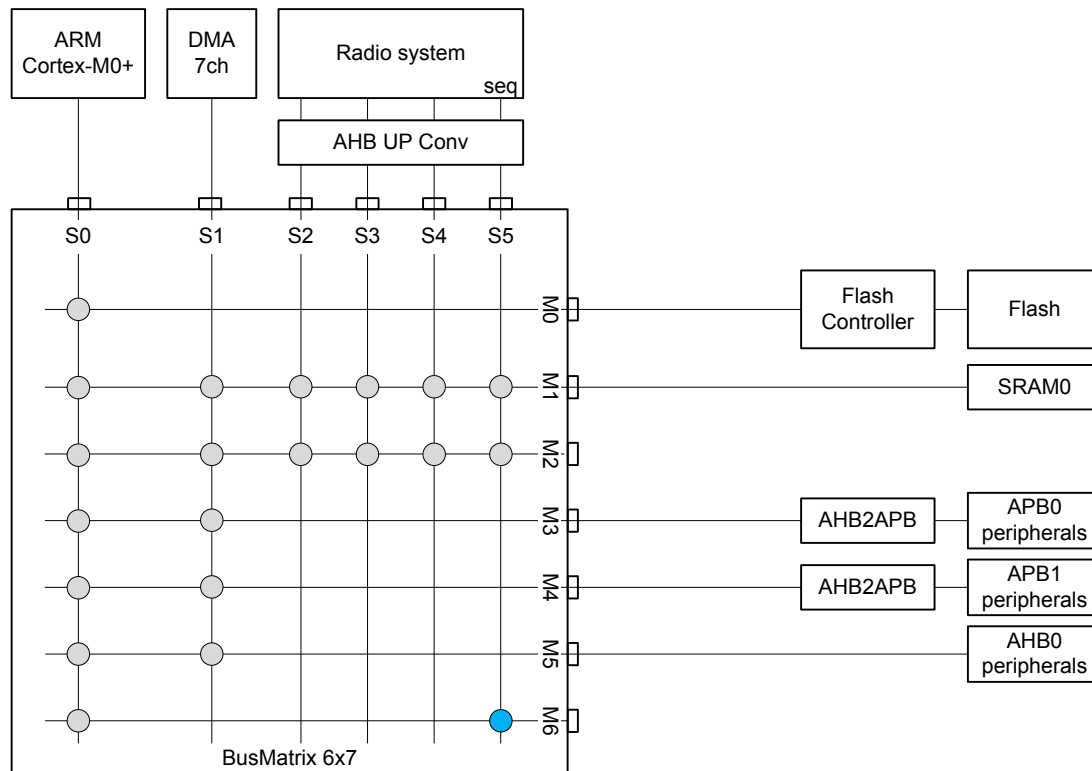 ARM
Cortex-M0+
DMA
7ch
Radio system
seq
AHB UP Conv
S0
S1
S2
S3
S4
S5
M0
Flash
Controller
Flash
M1
SRAM0
M2
M3
AHB2APB
APB0
peripherals
M4
AHB2APB
APB1
peripherals
M5
AHB0
peripherals
M6
BusMatrix 6x7